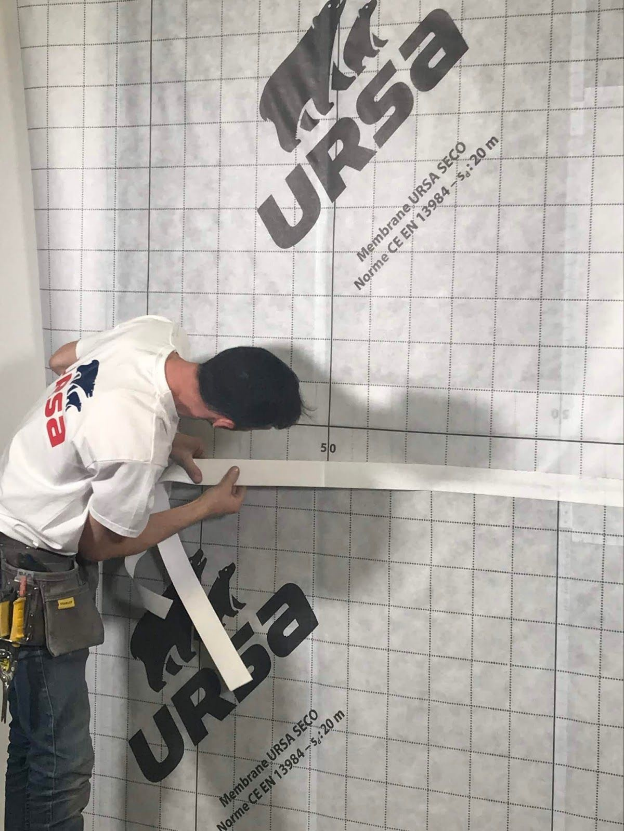 URSA
Membrane URSA SECO
Norme CE EN 13984 – sd: 20 m
50
50
URSA
URSA
Membrane URSA SECO
Norme CE EN 13984 – sd: 20 m